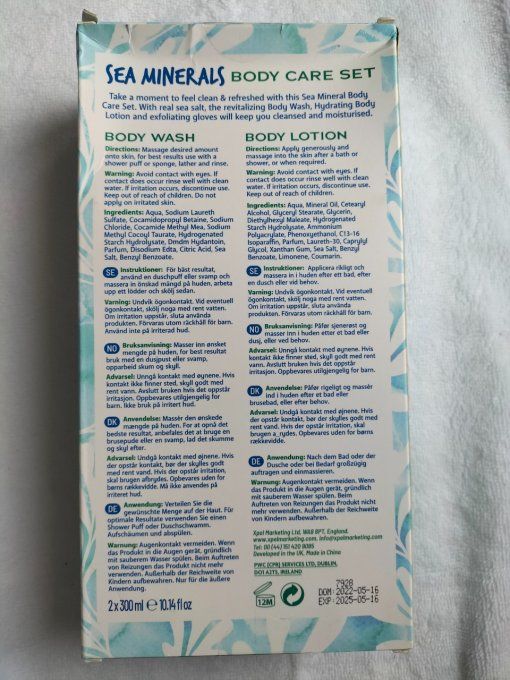 SEA MINERALS BODY CARE SET
Take a moment to feel clean & refreshed with this Sea Mineral Body
Care Set. With real sea salt, the revitalizing Body Wash, Hydrating Body
Lotion and exfoliating gloves will keep you cleansed and moisturised.
BODY WASH
Directions: Massage desired amount
onto skin, for best results use with a
shower puff or sponge, lather and rinse.
Warning: Avoid contact with eyes. If
contact does occur rinse well with clean
water. If irritation occurs, discontinue use.
Keep out of reach of children. Do not
apply on irritated skin.
Ingredients: Aqua, Sodium Laureth
Sulfate, Cocamidopropyl Betaine, Sodium
Chloride, Cocamide Methyl Mea, Sodium
Methyl Cocoyl Taurate, Hydrogenated
Starch Hydrolysate, Dmdm Hydantoin,
Parfum, Disodium Edta, Citric Acid, Sea
Salt, Benzyl Benzoate.
SE Instruktioner: För bäst resultat,
använd en duschpuff eller svamp och
massera in önskad mängd på huden, arbeta
upp ett lödder och skölj sedan.
Varning: Undvik ögonkontakt. Vid eventuell
ögonkontakt, skölj noga med rent vatten.
Om irritation uppstår, sluta använda
produkten. Förvaras utom räckhåll för barn.
Använd inte på irriterad hud.
NO Bruksanvisning: Masser inn ønsket
mengde på huden, for best resultat
bruk med en dusjpust eller svamp,
opparbeid skum og skyll.
Advarsel: Unngå kontakt med øynene. Hvis
kontakt ikke finner sted, skyll godt med
rent vann. Avslutt bruken hvis det oppstår
irritasjon. Oppbevares utilgjengelig for
barn. Ikke bruk på irritert hud.
DK Anvendelse: Massér den ønskede
mængde på huden. For at opnå det
bedste resultat, anbefales det at bruge en
brusepude eller en svamp, lad det skumme
og skyl efter.
Advarsel: Undgå kontakt med øjnene. Hvis
der opstår kontakt, bør der skylles godt
med rent vand. Hvis der opstår irritation,
skal brugen afbrydes. Opbevares uden for
børns rækkevidde. Må ikke anvendes på
irriteret hud.
DE Anwendung: Verteilen Sie die
gewünschte Menge auf der Haut. Für
optimale Resultate verwenden Sie einen
Shower Puff oder Duschschwamm.
Aufschäumen und abspülen.
Warnung: Augenkontakt vermeiden. Wenn
das Produkt in die Augen gerät, gründlich
mit sauberem Wasser spülen. Beim Auftreten
von Reizungen das Produkt nicht mehr
verwenden. Außerhalb der Reichweite von
Kindern aufbewahren. Nur für die äußere
Anwendung.
2 x 300 ml e 10.14 fl oz
BODY LOTION
Directions: Apply generously and
massage into the skin after a bath or
shower, or when required.
Warning: Avoid contact with eyes. If
contact does occur rinse well with clean
water. If irritation occurs, discontinue use.
Keep out of reach of children.
Ingredients: Aqua, Mineral Oil, Cetearyl
Alcohol, Glyceryl Stearate, Glycerin,
Diethylhexyl Maleate, Hydrogenated
Starch Hydrolysate, Ammonium
Polyacrylate, Phenoxyethanol, C13-16
Isoparaffin, Parfum, Laureth-30, Caprylyl
Glycol, Xanthan Gum, Sea Salt, Benzyl
Benzoate, Limonene, Coumarin.
SE Instruktioner: Applicera rikligt och
massera in i huden efter ett bad, efter
en dusch eller vid behov.
Varning: Undvik ögonkontakt. Vid eventuell
ögonkontakt, skölj noga med rent vatten.
Om irritation uppstår, sluta använda
produkten. Förvaras utom räckhåll för barn.
NO Bruksanvisning: Påfør sjenerøst og
masser inn i huden etter et bad eller
dusj, eller ved behov.
Advarsel: Unngå kontakt med øynene. Hvis
kontakt ikke finner sted, skyll godt med rent
vann. Avslutt bruken hvis det oppstår
irritasjon. Oppbevares utilgjengelig for barn.
DK Anvendelse: Påfør rigeligt og massér
ind i huden efter et bad eller
brusebad, eller efter behov.
Advarsel: Undgå kontakt med øjnene. Hvis
der opstår kontakt, bør der skylles godt med
rent vand. Hvis der opstår irritation, skal
brugen a_rydes. Opbevares uden for børns
rækkevidde.
DE Anwendung: Nach dem Bad oder der
Dusche oder bei Bedarf großzügig
auftragen und einmassieren.
Warnung: Augenkontakt vermeiden. Wenn
das Produkt in die Augen gerät, gründlich
mit sauberem Wasser spülen. Beim Auftreten
von Reizungen das Produkt nicht mehr
verwenden. Außerhalb der Reichweite von
Kindern aufbewahren.
Xpel Marketing Ltd, WA8 8PT, England.
www.xpelmarketing.com, info@xpelmarketing.com
Tel: 00 (44) 151 420 8085
Developed in the UK, Made in China
PWC (CPR) SERVICES LTD, DUBLIN,
DO1 A2T5, IRELAND
12M
7928
DOM: 2022-05-16
EXP: 2025-05-16